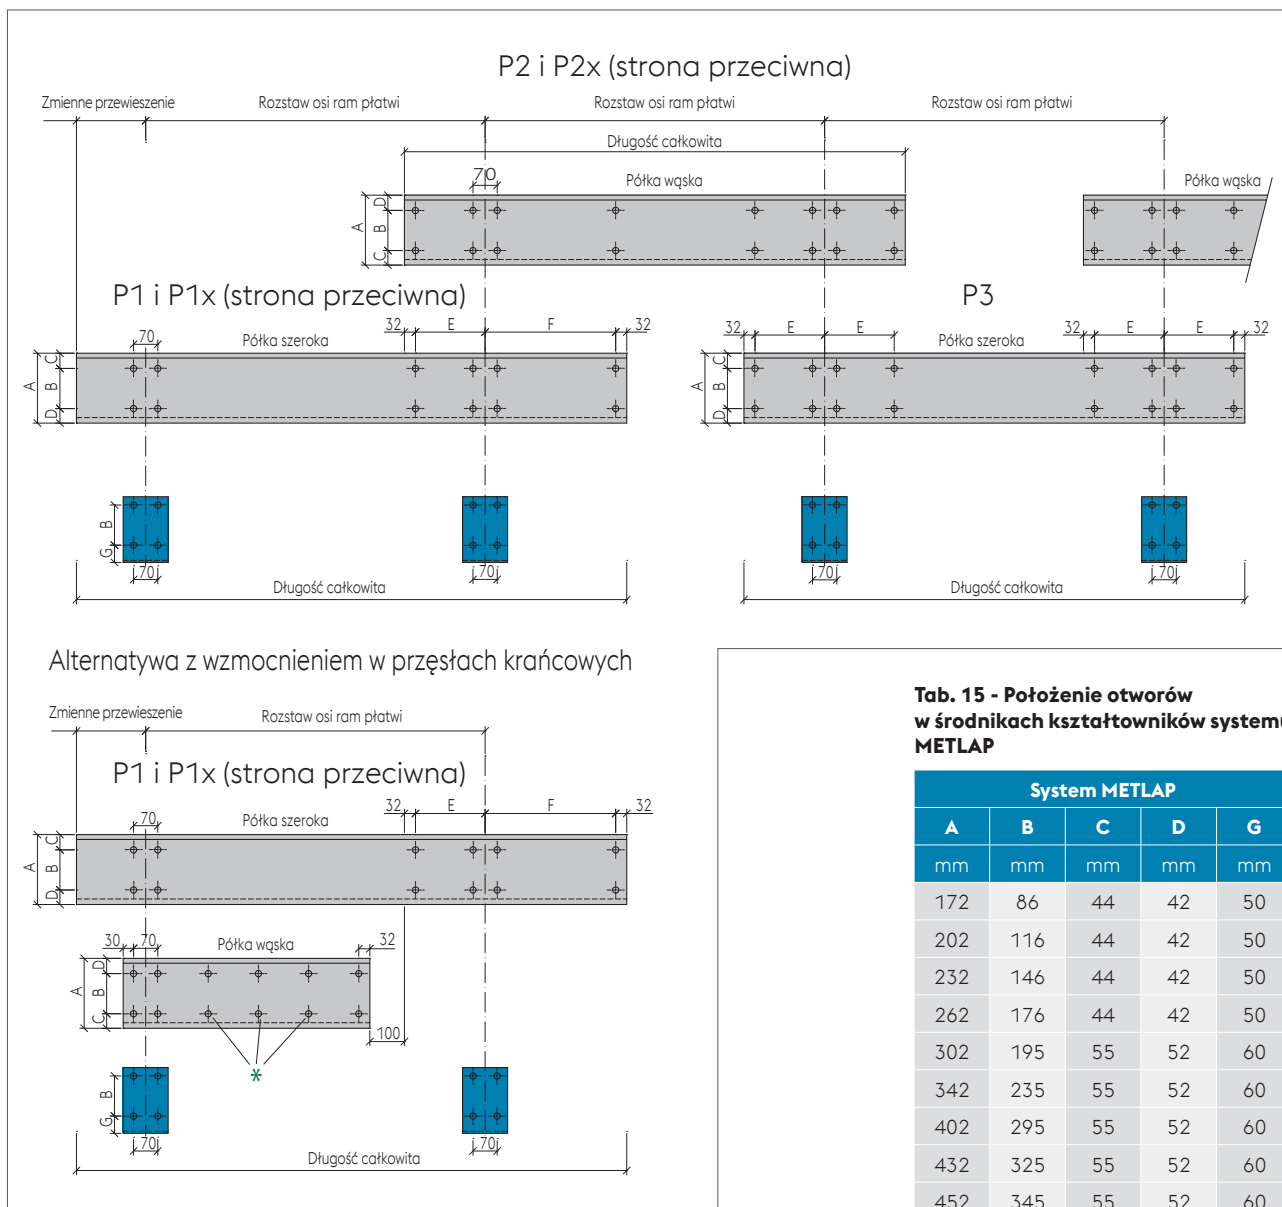 P2 i P2x (strona przeciwna)
Zmienne przewieszenie
Rozstaw osi ram płatwi
Rozstaw osi ram płatwi
Rozstaw osi ram płatwi
Długość całkowita
70
Półka wąska
Półka wąska
A
D
B
C
P1 i P1x (strona przeciwna)
P3
70
Półka szeroka
32
E
F
32
32
E
E
Półka szeroka
32
E
E
32
A
C
B
D
A
C
B
D
B
G
70
70
70
70
Długość całkowita
Długość całkowita
Alternatywa z wzmocnieniem w przęsłach krańcowych
Zmienne przewieszenie
Rozstaw osi ram płatwi
P1 i P1x (strona przeciwna)
70
Półka szeroka
32
E
F
32
A
C
B
D
30
70
Półka wąska
32
A
D
B
C
100
*
B
G
70
70
Długość całkowita
Tab. 15 - Położenie otworów
w środnikach kształtowników systemu
METLAP
System METLAP
A B C D G
mm mm mm mm mm
172 86 44 42 50
202 116 44 42 50
232 146 44 42 50
262 176 44 42 50
302 195 55 52 60
342 235 55 52 60
402 295 55 52 60
432 325 55 52 60
452 345 55 52 60